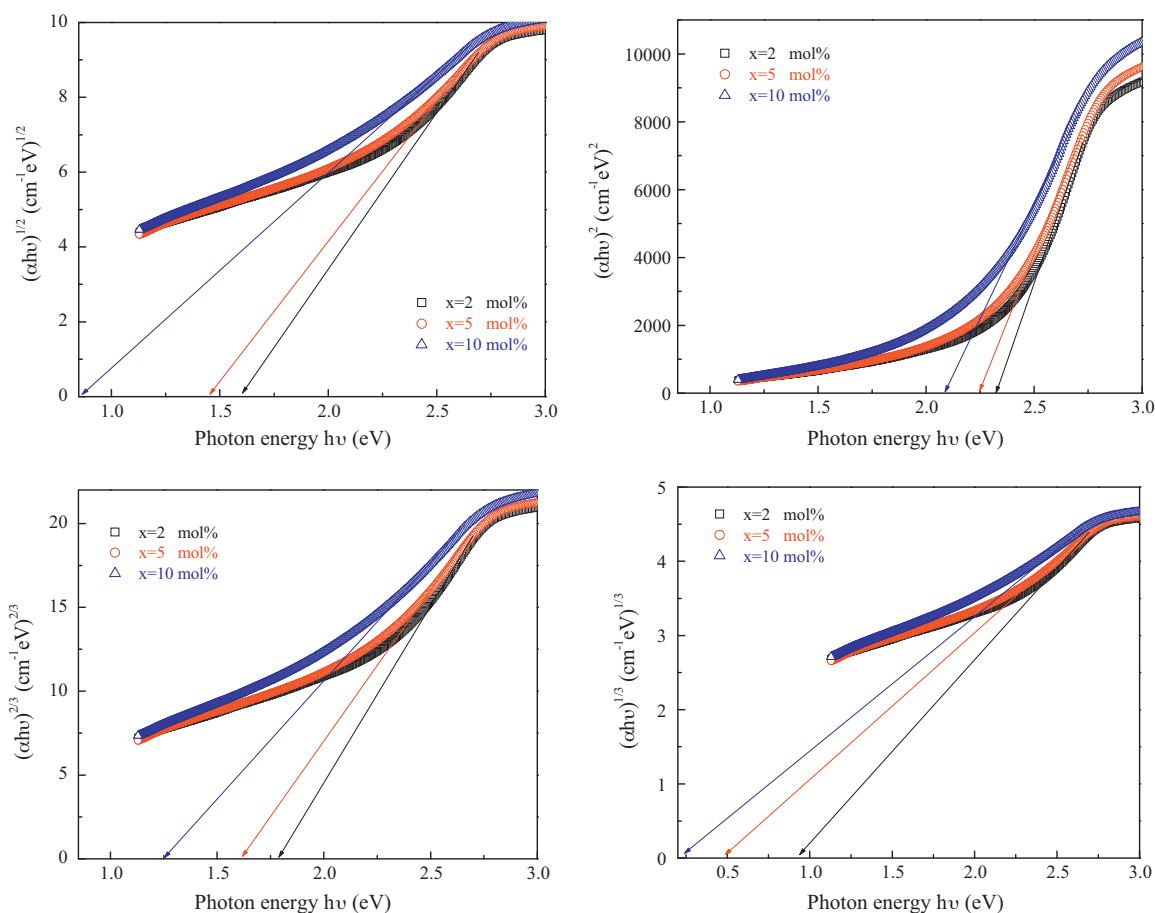 10
8
6
4
2
0
(αhυ)^1/2 (cm^-1eV)^1/2
x=2 mol%
x=5 mol%
x=10 mol%
1.0 1.5 2.0 2.5 3.0
Photon energy hυ (eV)
10000
8000
6000
4000
2000
0
(αhυ)^2 (cm^-1eV)^2
x=2 mol%
x=5 mol%
x=10 mol%
1.0 1.5 2.0 2.5 3.0
Photon energy hυ (eV)
20
15
10
5
0
(αhυ)^2/3 (cm^-1eV)^2/3
x=2 mol%
x=5 mol%
x=10 mol%
1.0 1.5 2.0 2.5 3.0
Photon energy hυ (eV)
5
4
3
2
1
0
(αhυ)^1/3 (cm^-1eV)^1/3
x=2 mol%
x=5 mol%
x=10 mol%
0.5 1.0 1.5 2.0 2.5 3.0
Photon energy hυ (eV)